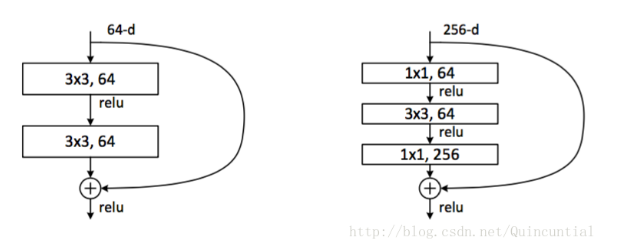 64-d
3x3, 64
relu
3x3, 64
relu
256-d
1x1, 64
relu
3x3, 64
relu
1x1, 256
relu
http://blog.csdn.net/Quincuntial